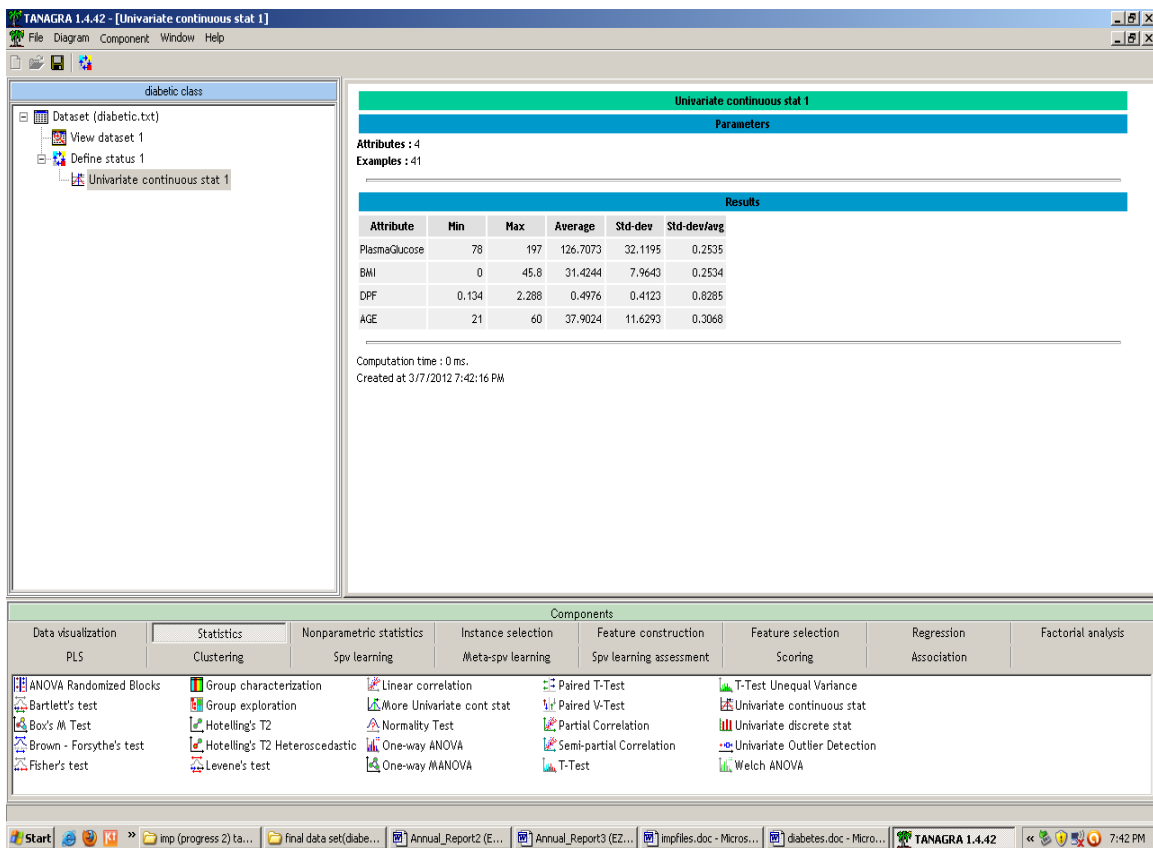 TANAGRA 1.4.42 - [Univariate continuous stat 1]
File Diagram Component Window Help
diabetic class
Dataset (diabetic.txt)
View dataset 1
Define status 1
Univariate continuous stat 1
Univariate continuous stat 1
Parameters
Attributes : 4
Examples : 41
Results
Attribute Min Max Average Std-dev Std-dev/avg
PlasmaGlucose 78 197 126.7073 32.1195 0.2535
BMI 0 45.8 31.4244 7.9643 0.2534
DPF 0.134 2.288 0.4976 0.4123 0.8285
AGE 21 60 37.9024 11.6293 0.3068
Computation time : 0 ms.
Created at 3/7/2012 7:42:16 PM
Components
Data visualization Statistics Nonparametric statistics Instance selection Feature construction Feature selection Regression Factorial analysis
PLS Clustering Spv learning Meta-spv learning Spv learning assessment Scoring Association
ANOVA Randomized Blocks Group characterization Linear correlation Paired T-Test T-Test Unequal Variance
Bartlett's test Group exploration More Univariate cont stat Paired V-Test Univariate continuous stat
Box's M Test Hotelling's T2 Normality Test Partial Correlation Univariate discrete stat
Brown - Forsythe's test Hotelling's T2 Heteroscedastic One-way ANOVA Semi-partial Correlation Univariate Outlier Detection
Fisher's test Levene's test One-way MANOVA T-Test Welch ANOVA
Start » imp (progress 2) ta... final data set(diabe... Annual_Report2 (E... Annual_Report3 (EZ... impfiles.doc - Micros... diabetes.doc - Micro... TANAGRA 1.4.42 « 7:42 PM